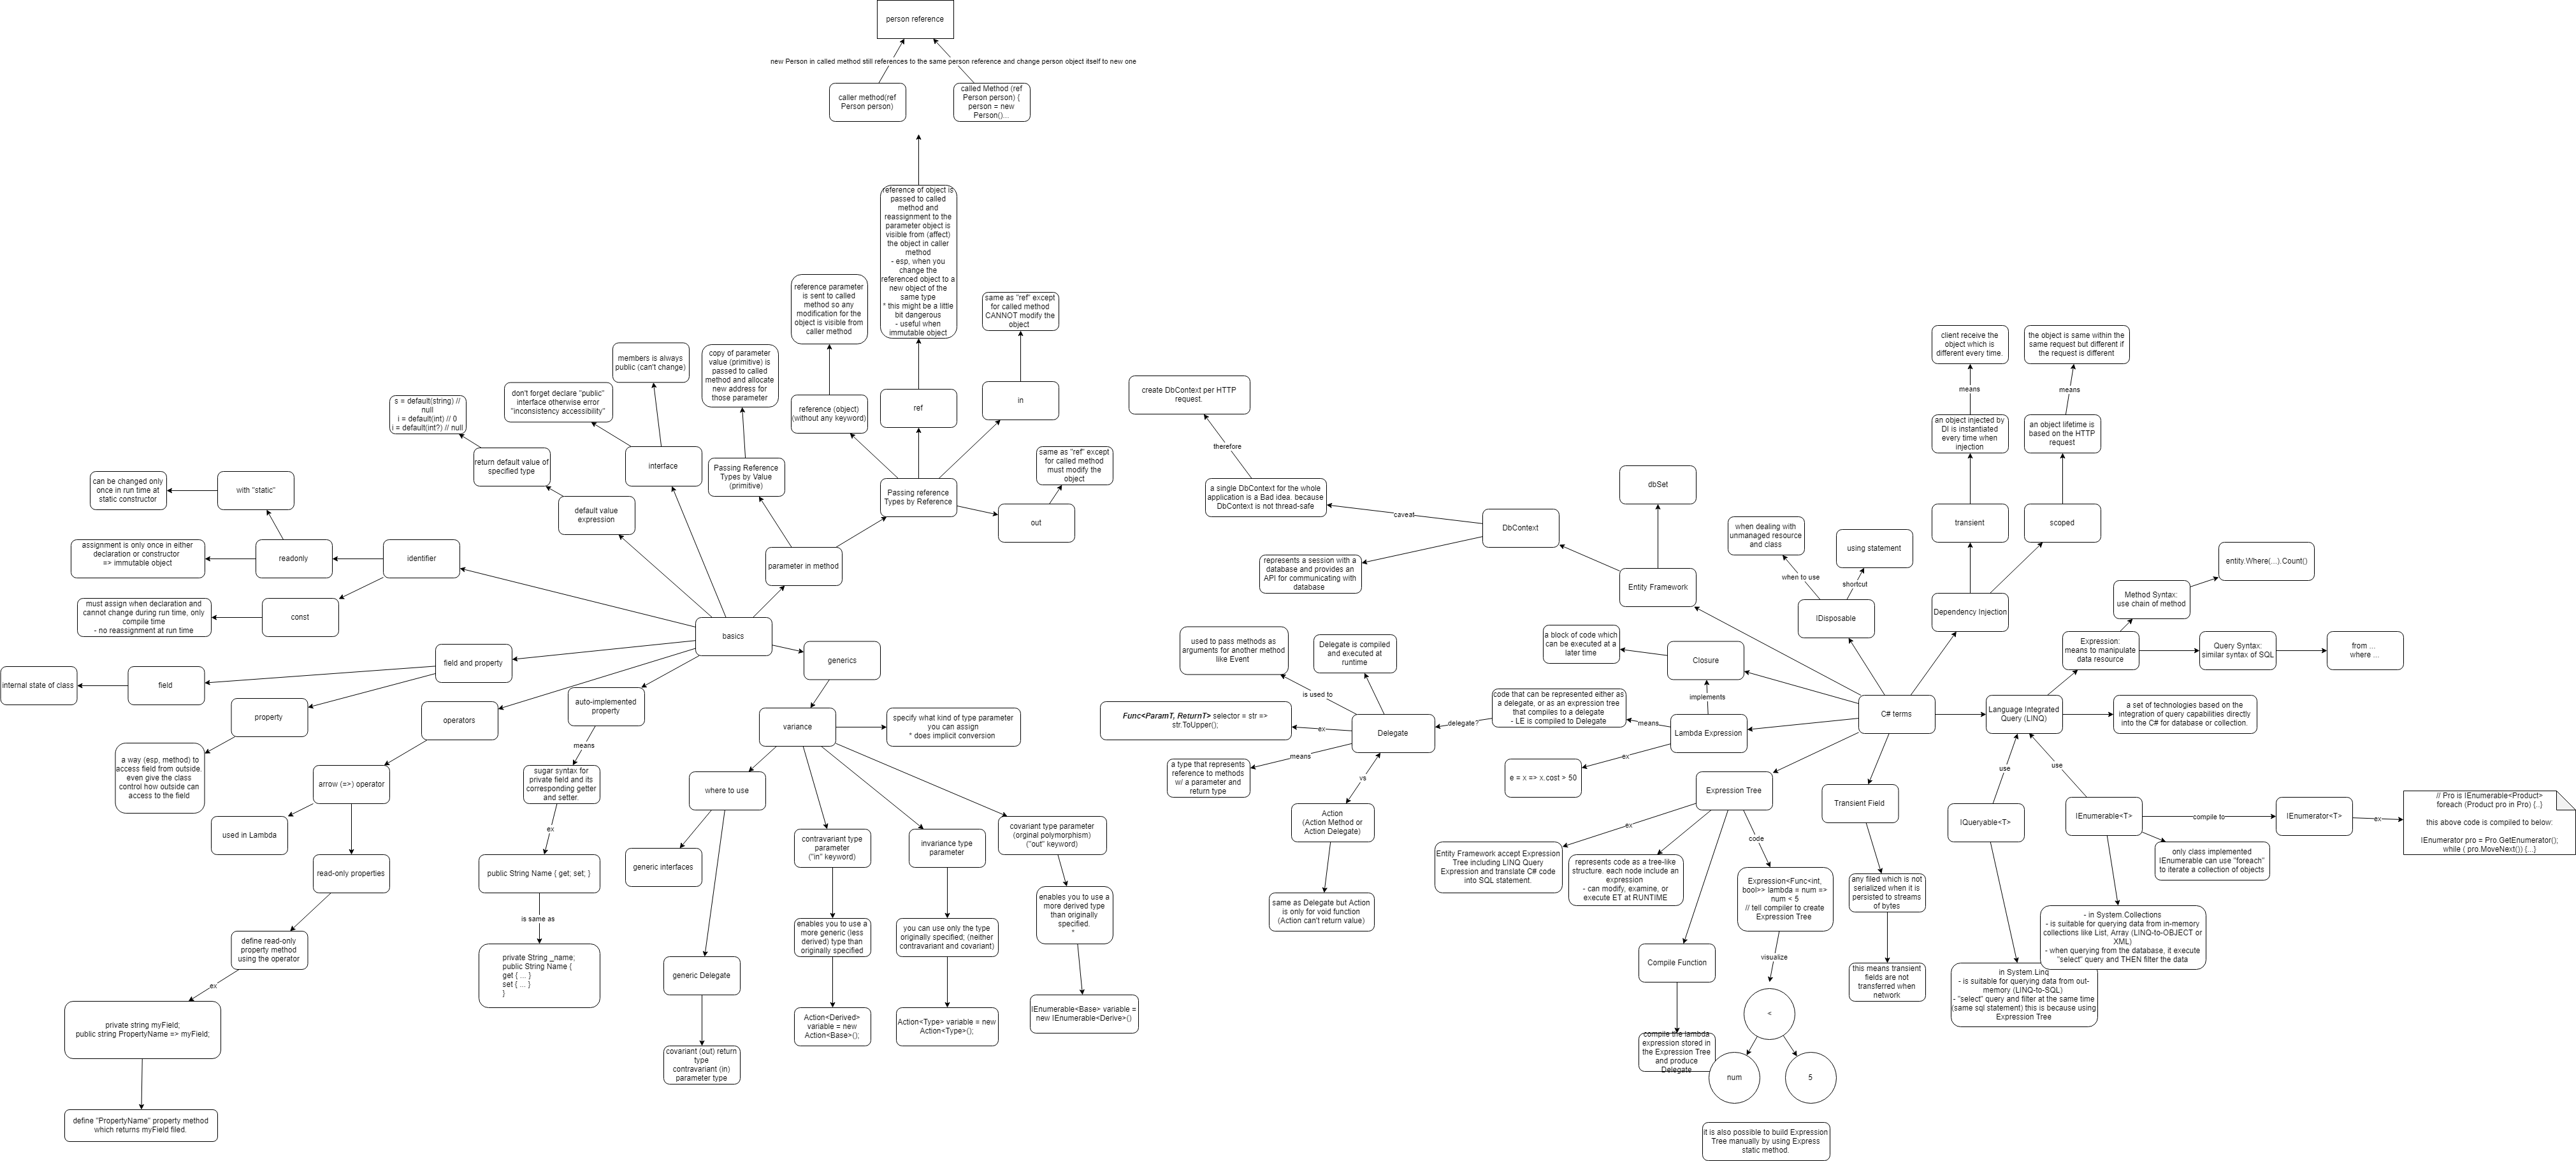 person reference
new Person in called method still references to the same person reference and change person object itself to new one
caller method(ref
Person person)
called Method (ref
Person person) {
person = new
Person()...
reference of object is
passed to called
method and
reassignment to the
parameter object is
visible from (affect)
the object in caller
method
- esp, when you
change the
referenced object to a
new object of the
same type
* this might be a little
bit dangerous
- useful when
immutable object
reference parameter
is sent to called
method so any
modification for the
object is visible from
caller method
same as "ref" except
for called method
CANNOT modify the
object
members is always
public (can't change)
copy of parameter
value (primitive) is
passed to called
method and allocate
new address for
those parameter
don't forget declare "public"
interface otherwise error
"inconsistency accessibility"
s = default(string) //
null
i = default(int) // 0
i = default(int?) // null
reference (object)
(without any keyword)
ref
in
return default value of
specified type
interface
Passing Reference
Types by Value
(primitive)
same as "ref" except
for called method
must modify the
object
Passing reference
Types by Reference
out
can be changed only
once in run time at
static constructor
with "static"
default value
expression
assignment is only once in either
declaration or constructor
=> immutable object
readonly
identifier
parameter in method
must assign when declaration and
cannot change during run time, only
compile time
- no reassignment at run time
const
basics
generics
field and property
internal state of class
field
property
operators
auto-implemented
property
variance
specify what kind of type parameter
you can assign
* does implicit conversion
a way (esp, method) to
access field from outside.
even give the class
control how outside can
access to the field
means
arrow (=>) operator
sugar syntax for
private field and its
corresponding getter
and setter.
where to use
used in Lambda
ex
contravariant type
parameter
("in" keyword)
invariance type
parameter
covariant type parameter
(orginal polymorphism)
("out" keyword)
read-only properties
public String Name { get; set; }
generic interfaces
is same as
enables you to use a
more generic (less
derived) type than
originally specified
you can use only the type
originally specified; (neither
contravariant and covariant)
enables you to use a
more derived type
than originally
specified.
*
define read-only
property method
using the operator
private String _name;
public String Name {
get { ... }
set { ... }
}
generic Delegate
ex
private string myField;
public string PropertyName => myField;
Action<Derived>
variable = new
Action<Base>();
Action<Type> variable = new
Action<Type>();
IEnumerable<Base> variable =
new IEnumerable<Derive>()
covariant (out) return
type
contravariant (in)
parameter type
define "PropertyName" property method
which returns myField filed.
create DbContext per HTTP
request.
therefore
a single DbContext for the whole
application is a Bad idea. because
DbContext is not thread-safe
caveat
DbContext
dbSet
represents a session with a
database and provides an
API for communicating with
database
Entity Framework
client receive the
object which is
different every time.
the object is same within the
same request but different if
the request is different
means
means
an object injected by
DI is instantiated
every time when
injection
an object lifetime is
based on the HTTP
request
transient
scoped
when dealing with
unmanaged resource
and class
using statement
when to use
shortcut
IDisposable
Dependency Injection
entity.Where(...).Count()
Method Syntax:
use chain of method
Expression:
means to manipulate
data resource
Query Syntax:
similar syntax of SQL
from ...
where ...
used to pass methods as
arguments for another method
like Event
Delegate is compiled
and executed at
runtime
a block of code which
can be executed at a
later time
Closure
is used to
implements
Func<ParamT, ReturnT> selector = str =>
str.ToUpper();
ex
Delegate
delegate?
code that can be represented either as
a delegate, or as an expression tree
that compiles to a delegate
- LE is compiled to Delegate
means
Lambda Expression
C# terms
Language Integrated
Query (LINQ)
a set of technologies based on the
integration of query capabilities directly
into the C# for database or collection.
means
a type that represents
reference to methods
w/ a parameter and
return type
vs
ex
e = x => x.cost > 50
Expression Tree
Transient Field
use
use
Action
(Action Method or
Action Delegate)
ex
code
IQueryable<T>
IEnumerable<T>
compile to
IEnumerator<T>
ex
// Pro is IEnumerable<Product>
foreach (Product pro in Pro) {..}
this above code is compiled to below:
IEnumerator pro = Pro.GetEnumerator();
while ( pro.MoveNext()) {...}
Entity Framework accept Expression
Tree including LINQ Query
Expression and translate C# code
into SQL statement.
represents code as a tree-like
structure. each node include an
expression
- can modify, examine, or
execute ET at RUNTIME
Expression<Func<int,
bool>> lambda = num =>
num < 5
// tell compiler to create
Expression Tree
any filed which is not
serialized when it is
persisted to streams
of bytes
only class implemented
IEnumerable can use "foreach"
to iterate a collection of objects
same as Delegate but Action
is only for void function
(Action can't return value)
- in System.Collections
- is suitable for querying data from in-memory
collections like List, Array (LINQ-to-OBJECT or
XML)
- when querying from the database, it execute
"select" query and THEN filter the data
Compile Function
visualize
this means transient
fields are not
transferred when
network
in System.Linq
- is suitable for querying data from out-
memory (LINQ-to-SQL)
- "select" query and filter at the same time
(same sql statement) this is because using
Expression Tree
<
compile the lambda
expression stored in
the Expression Tree
and produce
Delegate
num
5
it is also possible to build Expression
Tree manually by using Express
static method.